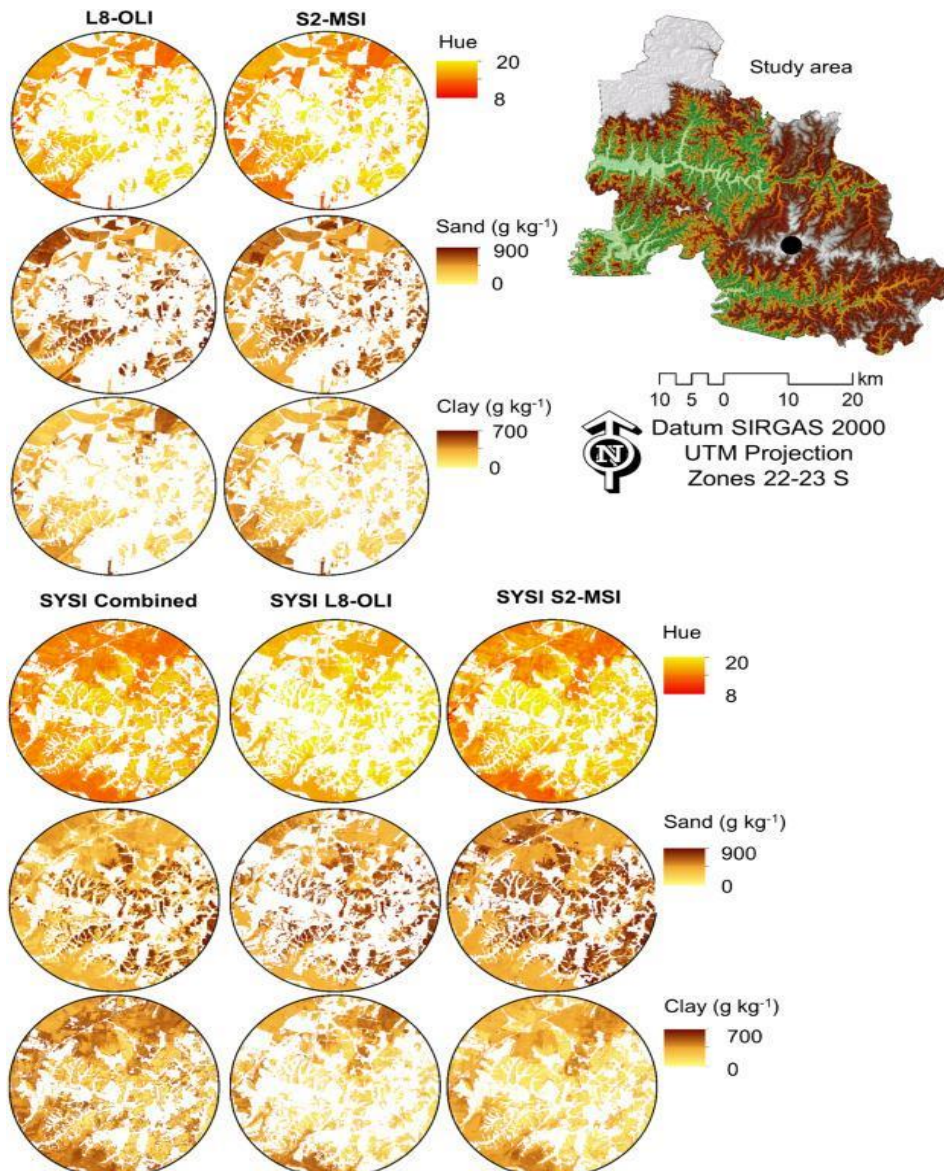 L8-OLI
S2-MSI
Hue
20
8
Study area
Sand (g kg⁻¹)
900
0
Clay (g kg⁻¹)
700
0
km
10 5 0 10 20
N
Datum SIRGAS 2000
UTM Projection
Zones 22-23 S
SYSI Combined
SYSI L8-OLI
SYSI S2-MSI
Hue
20
8
Sand (g kg⁻¹)
900
0
Clay (g kg⁻¹)
700
0